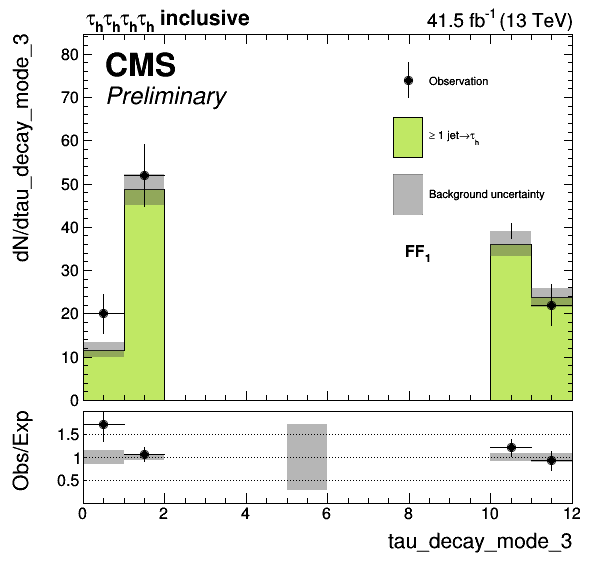 τhτhτhτh inclusive
41.5 fb-1 (13 TeV)
CMS
Preliminary
dN/dtau_decay_mode_3
80
70
60
50
40
30
20
10
0
Observation
≥ 1 jet→τh
Background uncertainty
FF1
Obs/Exp
1.5
1
0.5
0 2 4 6 8 10 12
tau_decay_mode_3